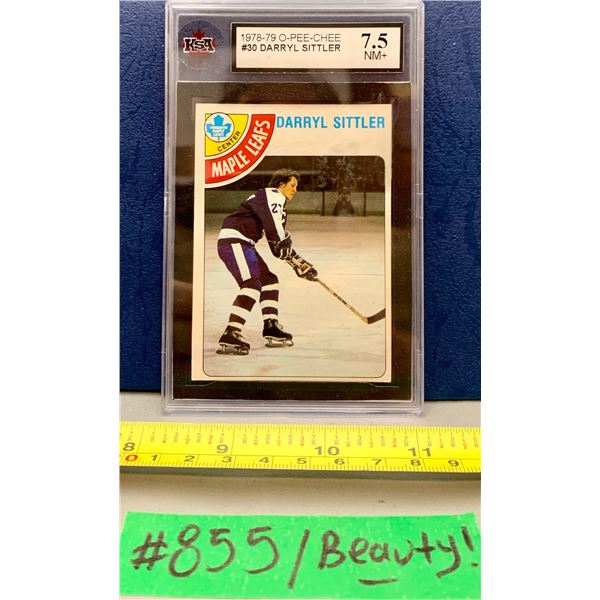 KSA
1978-79 O-PEE-CHEE
#30 DARRYL SITTLER
7.5
NM+
DARRYL SITTLER
CENTER
MAPLE LEAFS
8 9 10 11
#855/Beauty!